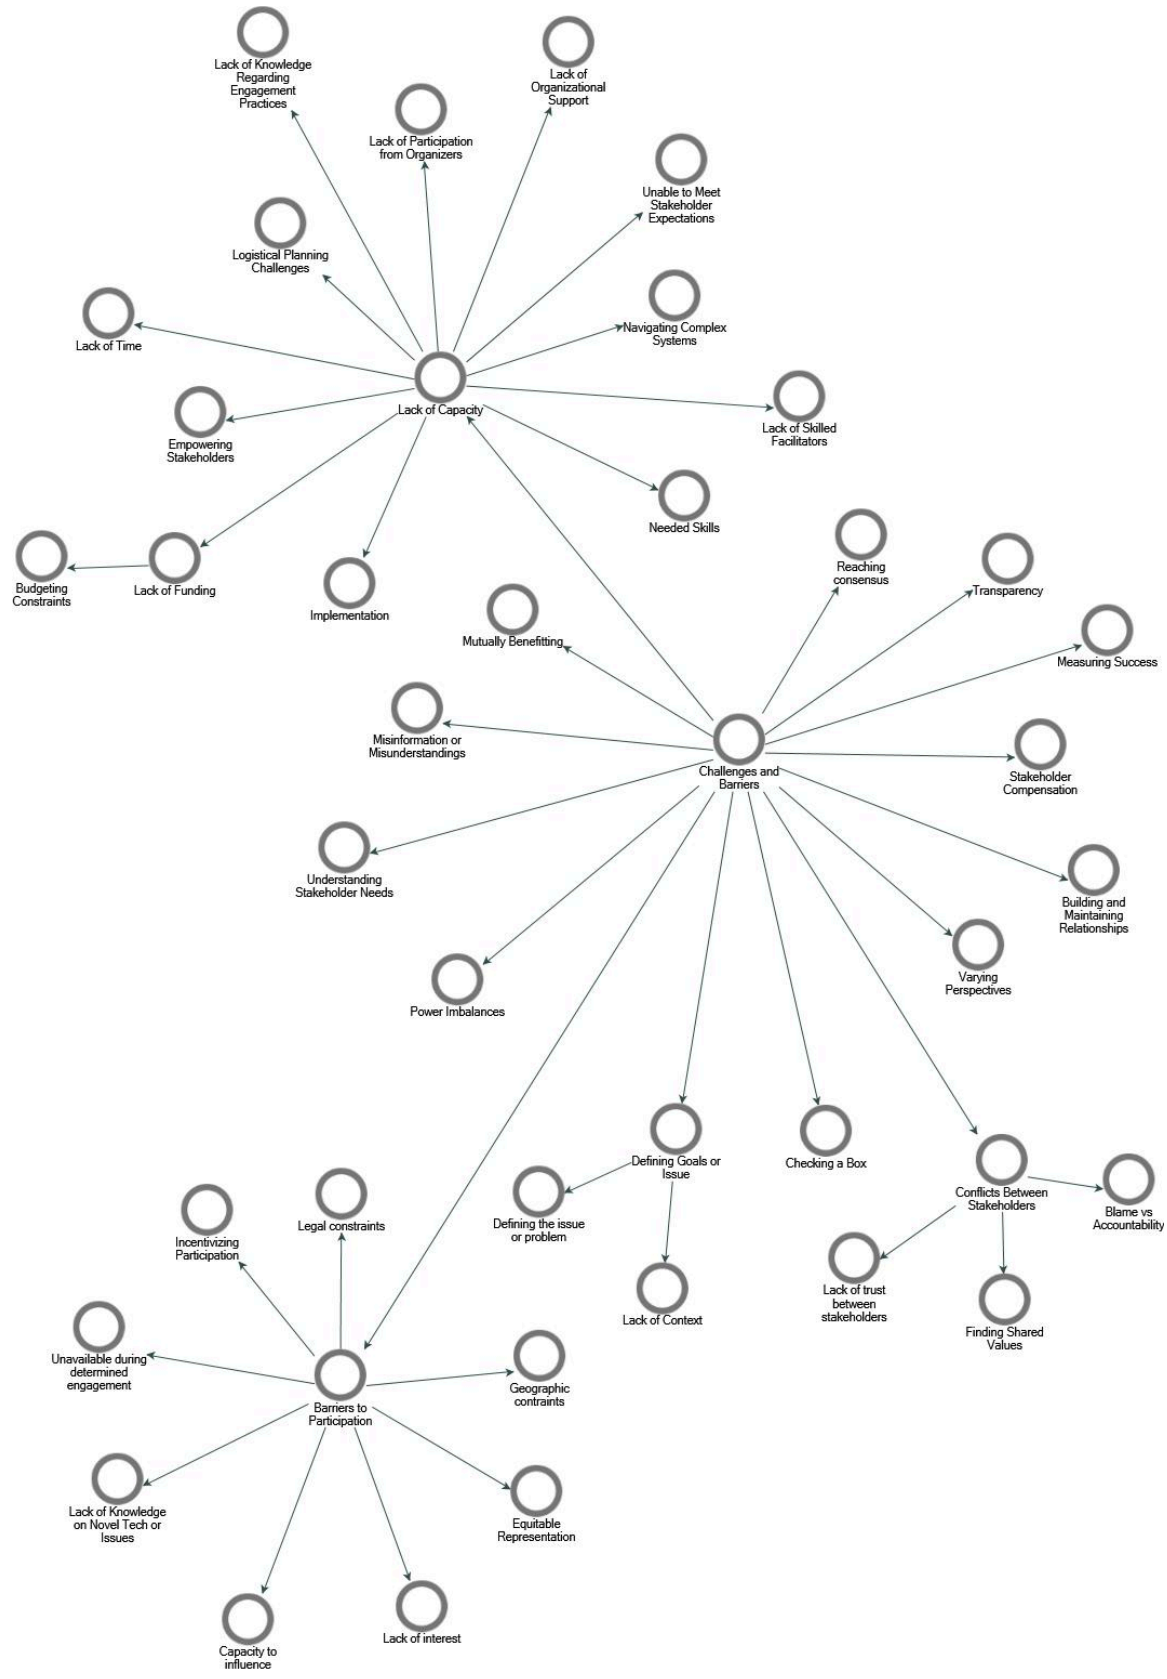 Lack of Knowledge
Regarding
Engagement
Practices
Lack of
Organizational
Support
Lack of Participation
from Organizers
Unable to Meet
Stakeholder
Expectations
Logistical Planning
Challenges
Navigating Complex
Systems
Lack of Time
Lack of Capacity
Lack of Skilled
Facilitators
Empowering
Stakeholders
Needed Skills
Budgeting
Constraints
Lack of Funding
Implementation
Reaching
consensus
Transparency
Mutually Benefitting
Measuring Success
Misinformation or
Misunderstandings
Challenges and
Barriers
Stakeholder
Compensation
Understanding
Stakeholder Needs
Building and
Maintaining
Relationships
Varying
Perspectives
Power Imbalances
Defining Goals or
Issue
Checking a Box
Conflicts Between
Stakeholders
Blame vs
Accountability
Defining the issue
or problem
Legal constraints
Incentivizing
Participation
Lack of trust
between
stakeholders
Lack of Context
Finding Shared
Values
Unavailable during
determined
engagement
Geographic
contraints
Barriers to
Participation
Lack of Knowledge
on Novel Tech or
Issues
Equitable
Representation
Lack of interest
Capacity to
influence